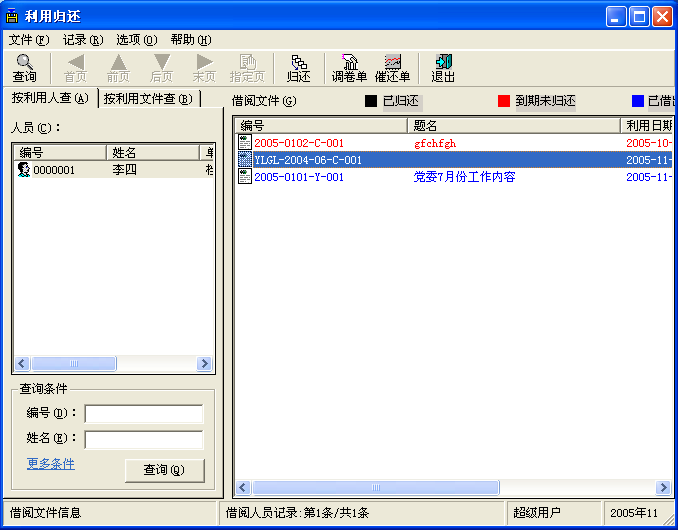 利用归还
文件(F) 记录(R) 选项(O) 帮助(H)
查询 首页 前页 后页 末页 指定页 归还 调卷单 催还单 退出
按利用人查(A) 按利用文件查(B)
借阅文件(G) 已归还 到期未归还 已借出
人员(C):
编号 姓名
0000001 李四
编号 题名 利用日期
2005-0102-C-001 gfchfgh 2005-10-
YLGL-2004-06-C-001 2005-11-
2005-0101-Y-001 党委7月份工作内容 2005-11-
查询条件
编号(D):
姓名(E):
更多条件
查询(Q)
借阅文件信息 借阅人员记录:第1条/共1条 超级用户 2005年11